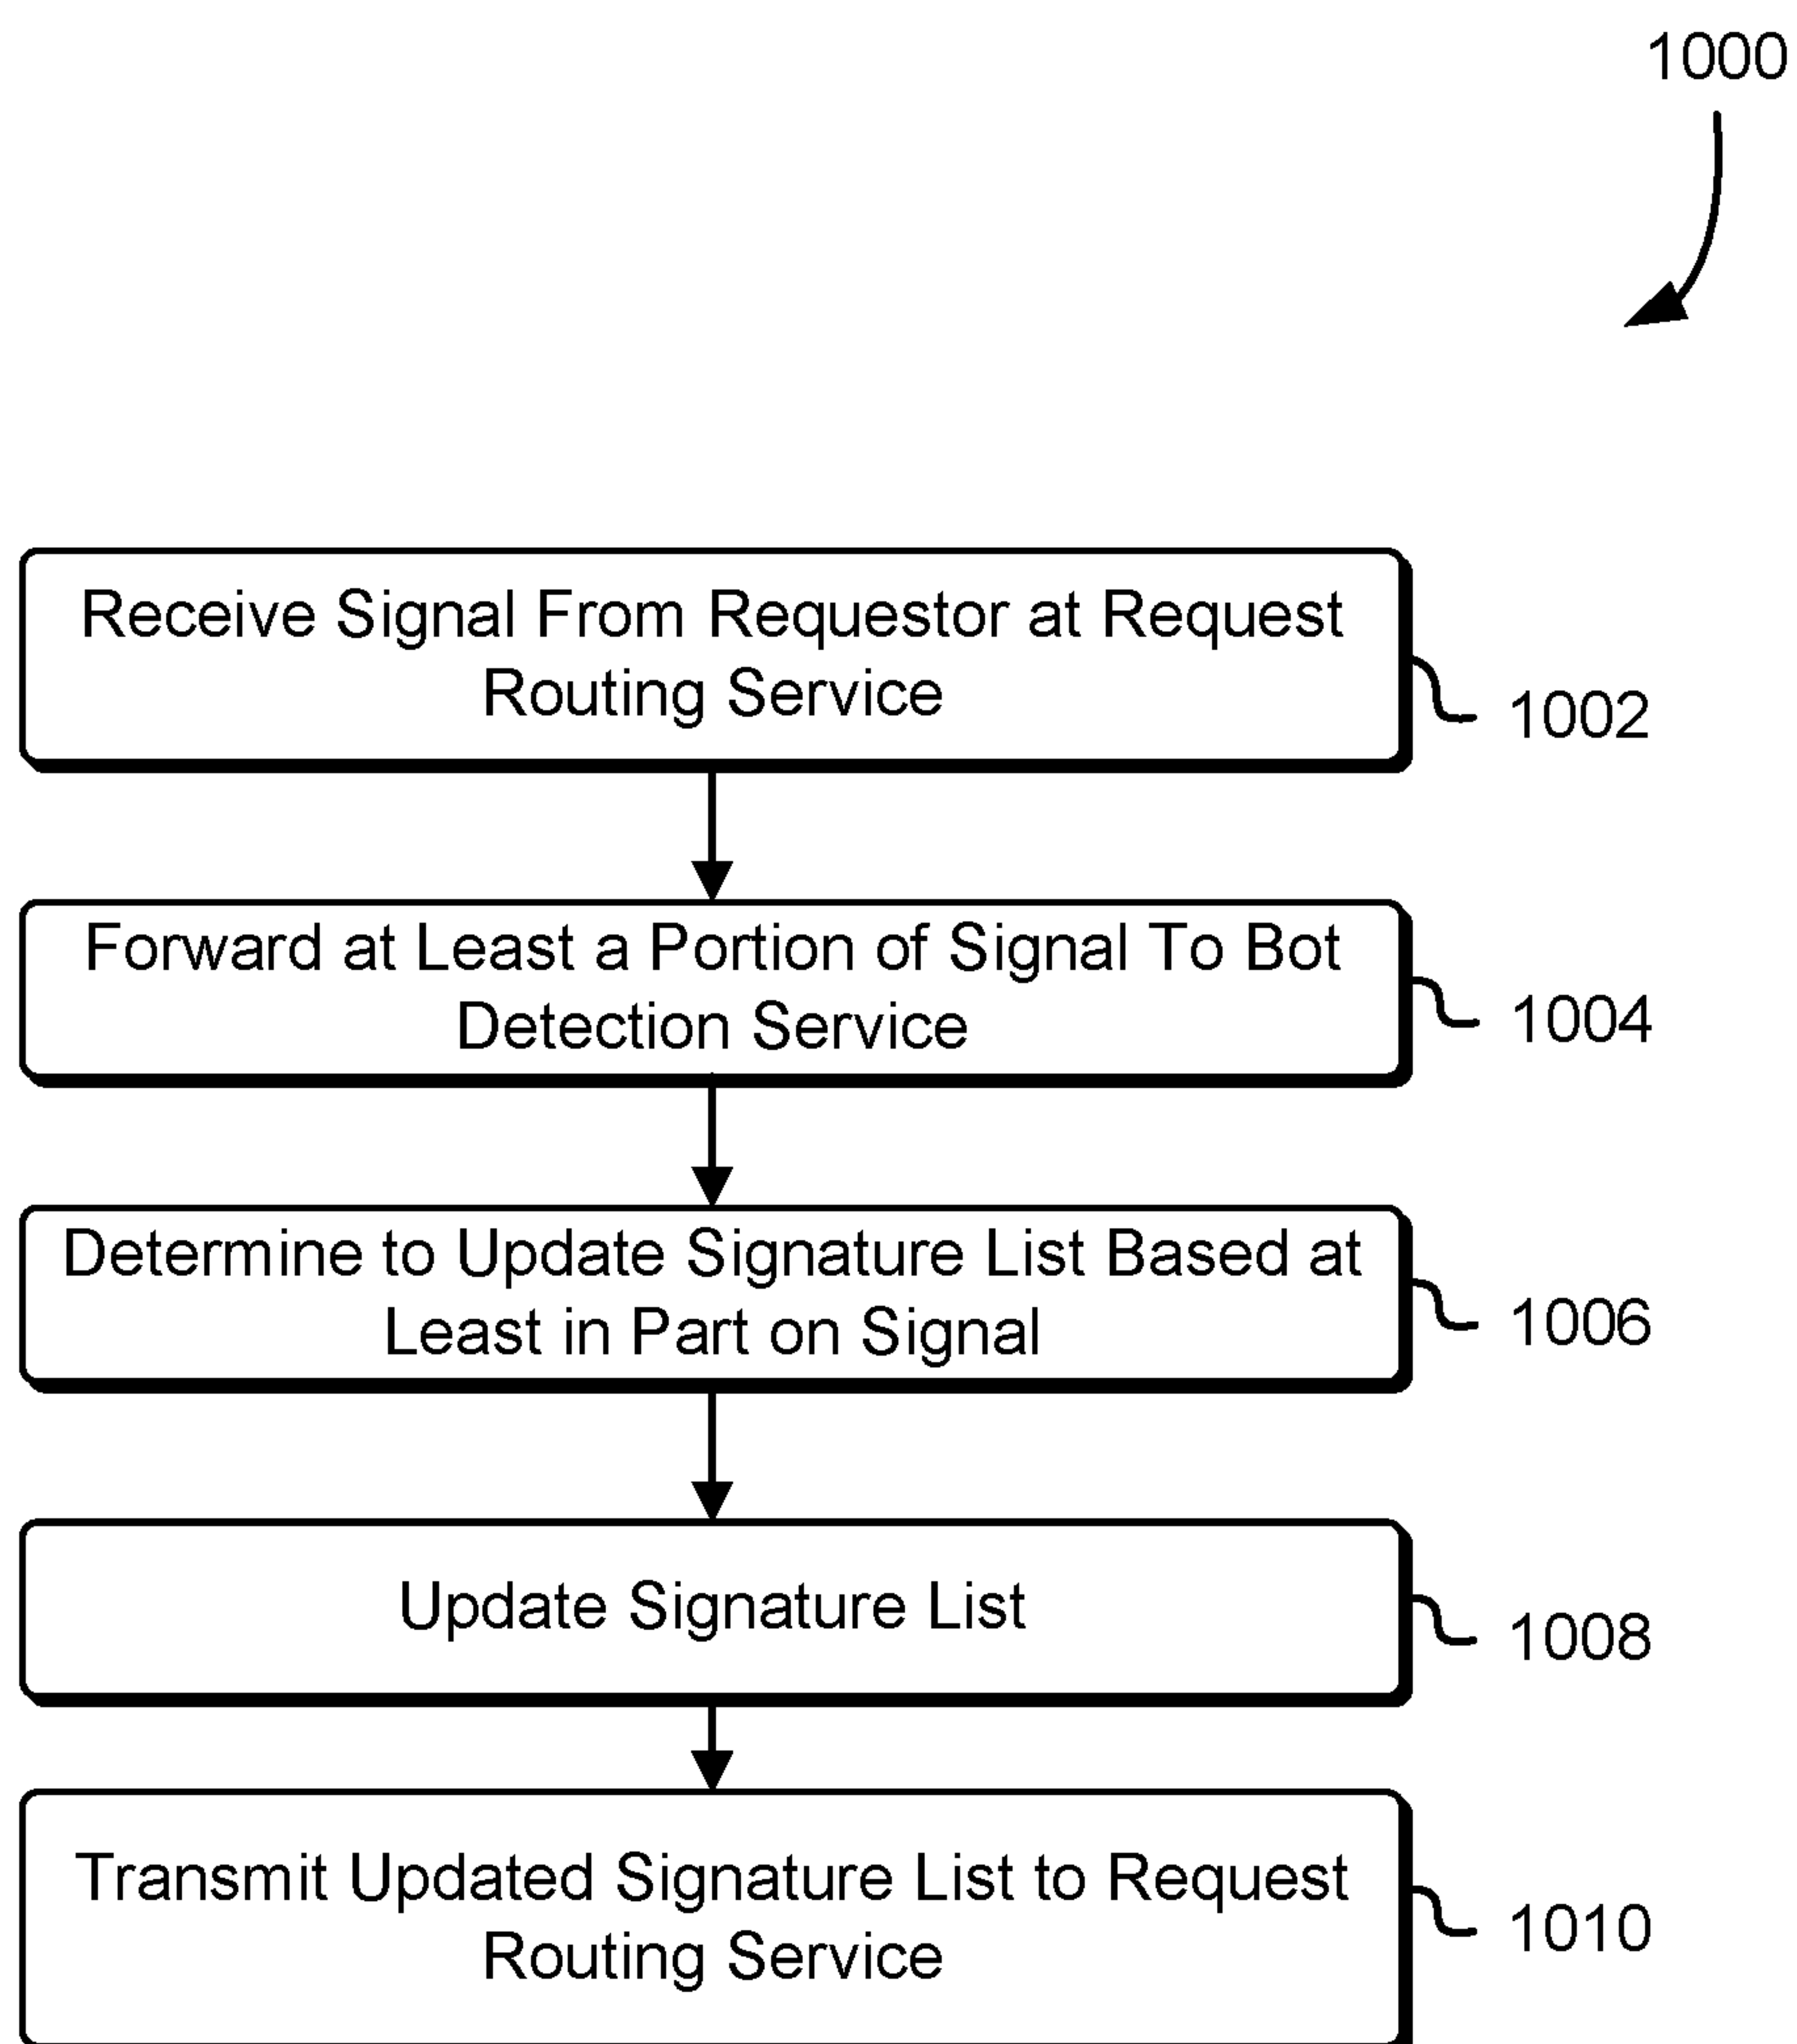 1000
Receive Signal From Requestor at Request
Routing Service
1002
Forward at Least a Portion of Signal To Bot
Detection Service
1004
Determine to Update Signature List Based at
Least in Part on Signal
1006
Update Signature List
1008
Transmit Updated Signature List to Request
Routing Service
1010